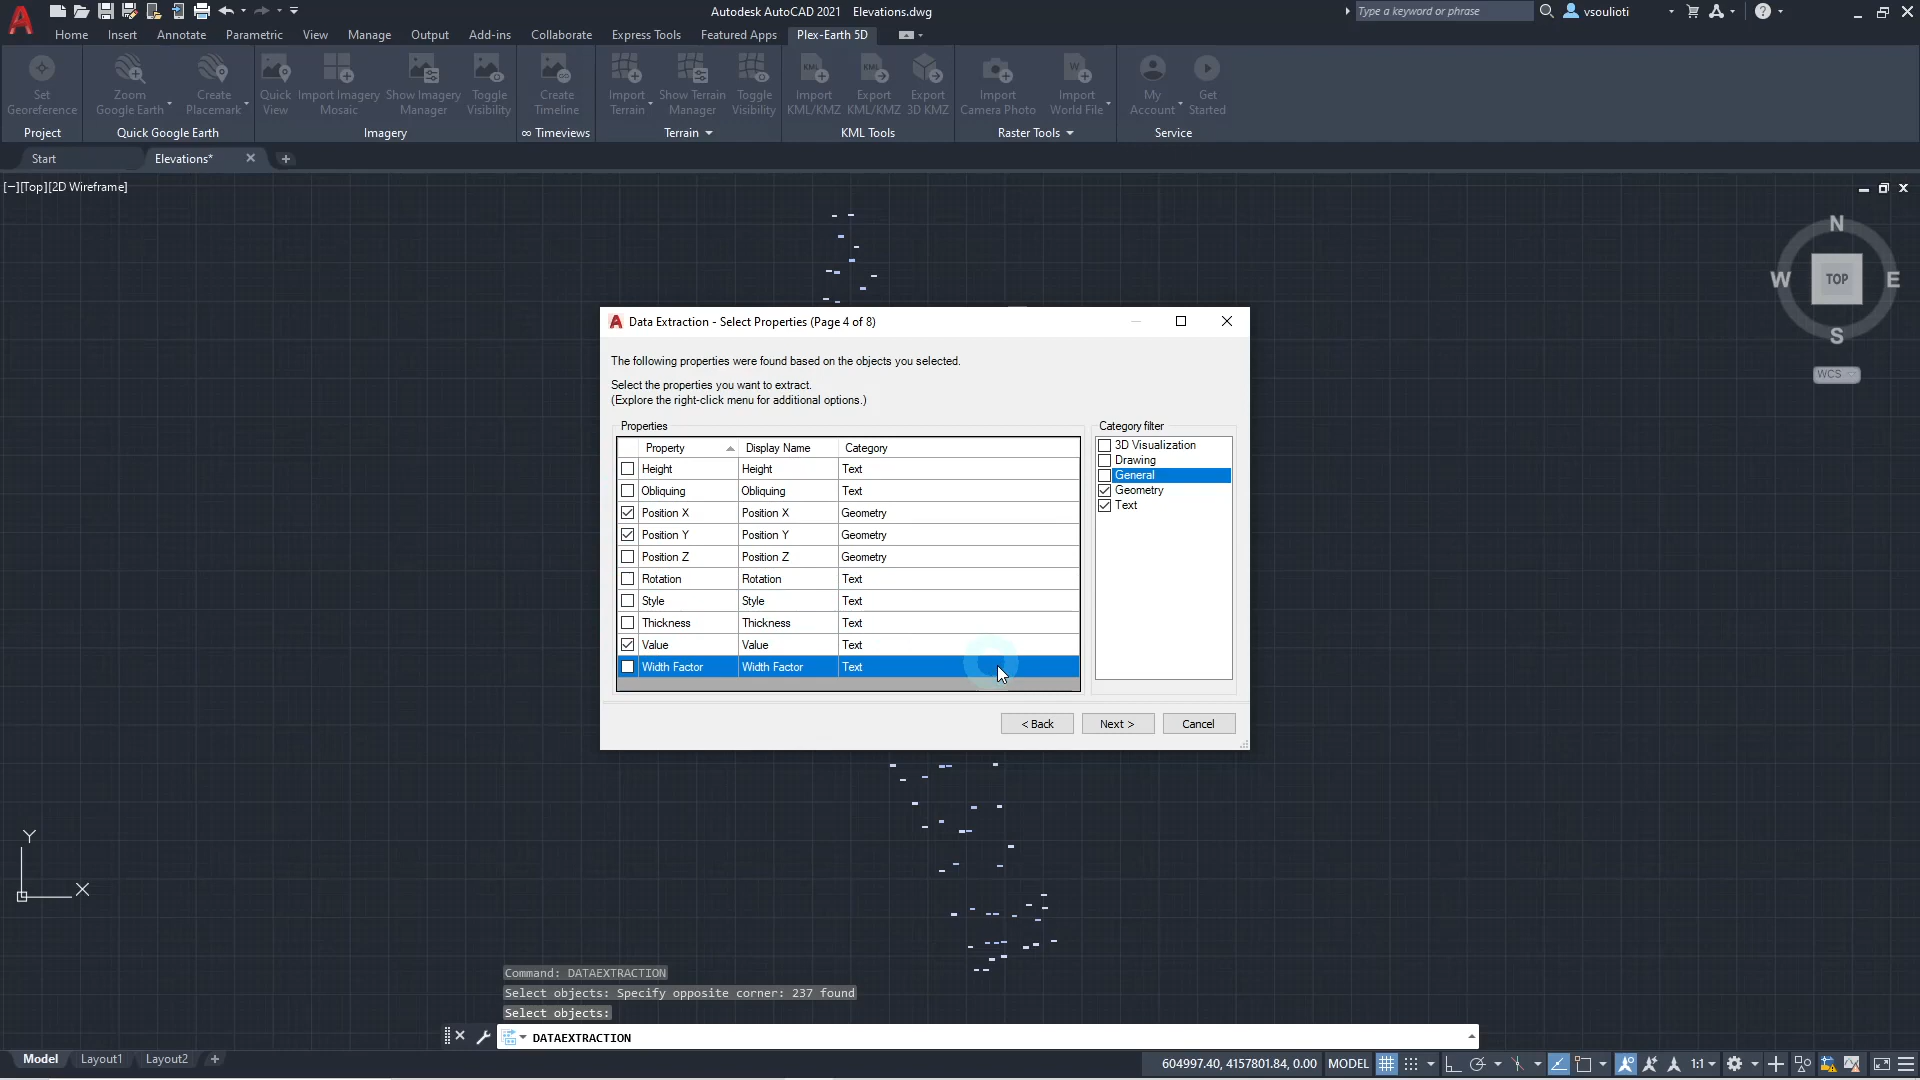 Autodesk AutoCAD 2021 Elevations.dwg
Type a keyword or phrase
vsoulioti
Home Insert Annotate Parametric View Manage Output Add-ins Collaborate Express Tools Featured Apps Plex-Earth 5D
Set Georeference
Zoom Google Earth
Create Placemark
Quick View
Import Imagery Mosaic
Show Imagery Manager
Toggle Visibility
Create Timeline
Import Terrain
Show Terrain Manager
Toggle Visibility
Import KML/KMZ
Export KML/KMZ
Export 3D KMZ
Import Camera Photo
Import World File
My Account
Get Started
Project Quick Google Earth Imagery ∞ Timeviews Terrain KML Tools Raster Tools Service
Start Elevations*
[−][Top][2D Wireframe]
N
W TOP E
S
WCS
Data Extraction - Select Properties (Page 4 of 8)
The following properties were found based on the objects you selected.
Select the properties you want to extract.
(Explore the right-click menu for additional options.)
Properties
Property Display Name Category
Height Height Text
Obliquing Obliquing Text
Position X Position X Geometry
Position Y Position Y Geometry
Position Z Position Z Geometry
Rotation Rotation Text
Style Style Text
Thickness Thickness Text
Value Value Text
Width Factor Width Factor Text
Category filter
3D Visualization
Drawing
General
Geometry
Text
< Back Next > Cancel
Y
X
Command: DATAEXTRACTION
Select objects: Specify opposite corner: 237 found
Select objects:
DATAEXTRACTION
Model Layout1 Layout2 +
604997.40, 4157801.84, 0.00 MODEL 1:1